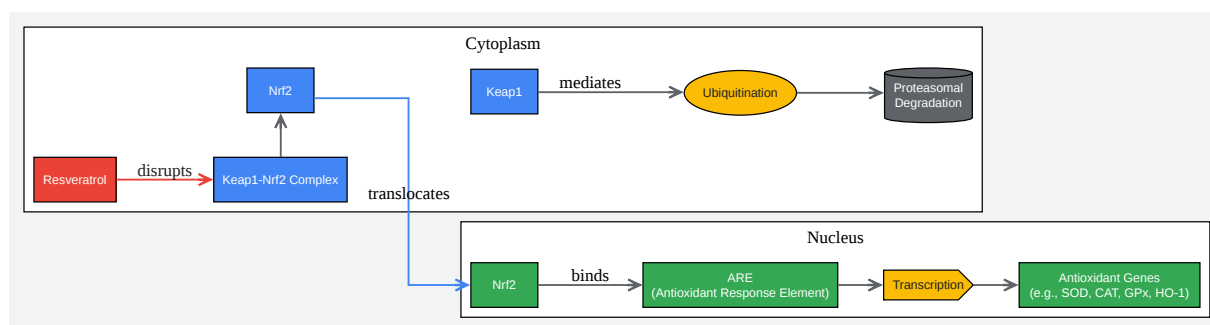 Cytoplasm
Nrf2
Keap1
mediates
Ubiquitination
Proteasomal
Degradation
Resveratrol
disrupts
Keap1-Nrf2 Complex
translocates
Nucleus
Nrf2
binds
ARE
(Antioxidant Response Element)
Transcription
Antioxidant Genes
(e.g., SOD, CAT, GPx, HO-1)